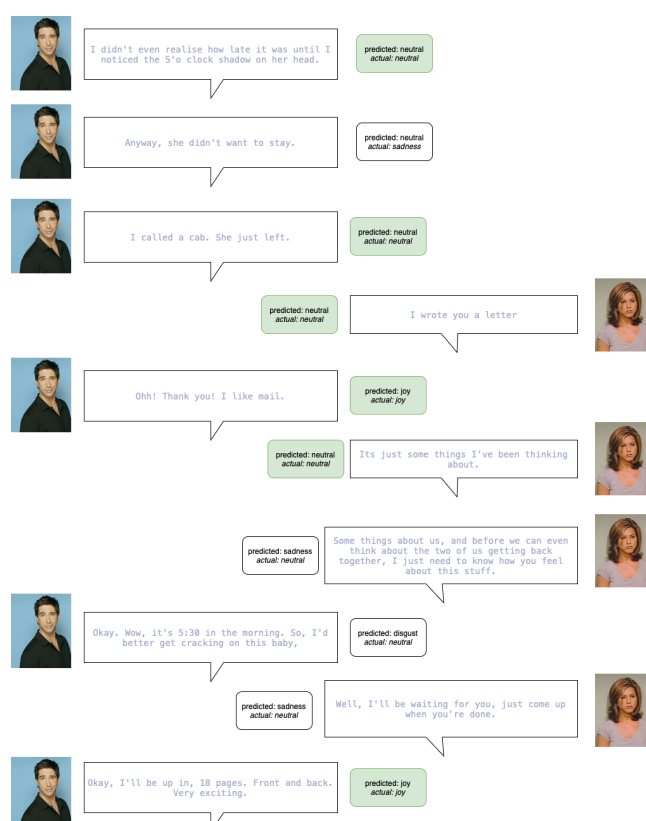 I didn't even realise how late it was until I
noticed the 5'o clock shadow on her head.
predicted: neutral
actual: neutral
Anyway, she didn't want to stay.
predicted: neutral
actual: sadness
I called a cab. She just left.
predicted: neutral
actual: neutral
predicted: neutral
actual: neutral
I wrote you a letter
Ohh! Thank you! I like mail.
predicted: joy
actual: joy
predicted: neutral
actual: neutral
Its just some things I've been thinking
about.
predicted: sadness
actual: neutral
Some things about us, and before we can even
think about the two of us getting back
together, I just need to know how you feel
about this stuff.
Okay. Wow, it's 5:30 in the morning. So, I'd
better get cracking on this baby,
predicted: disgust
actual: neutral
predicted: sadness
actual: neutral
Well, I'll be waiting for you, just come up
when you're done.
Okay, I'll be up in, 18 pages. Front and back.
Very exciting.
predicted: joy
actual: joy